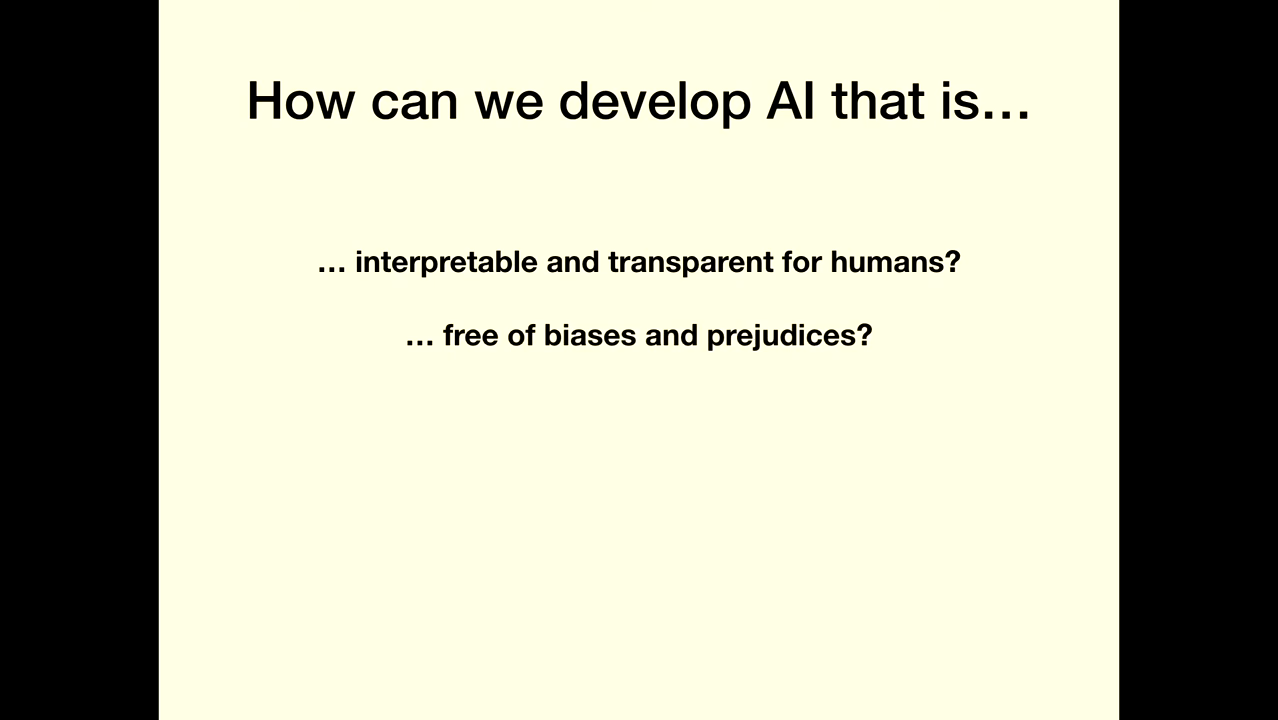 How can we develop AI that is…
… interpretable and transparent for humans?
… free of biases and prejudices?